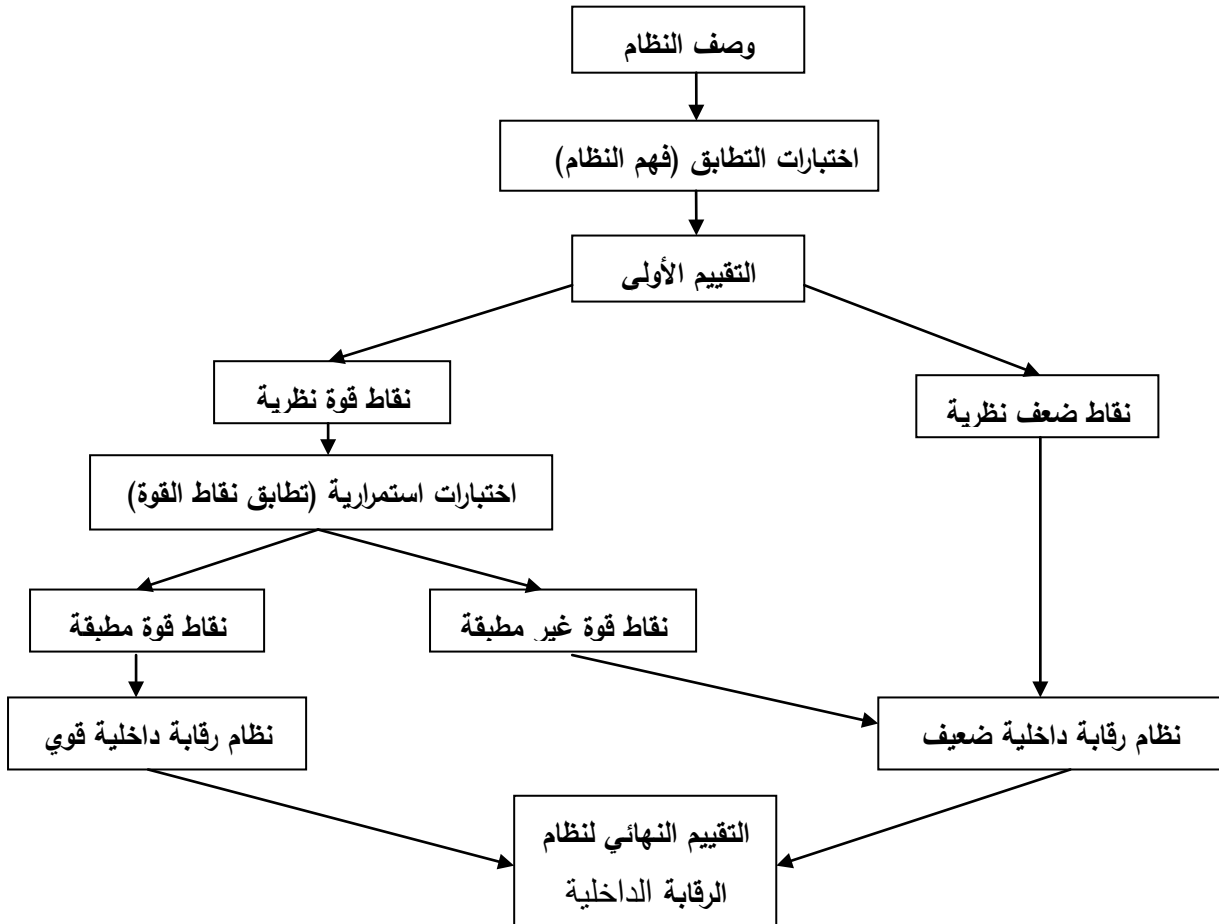 وصف النظام
اختبارات التطابق (فهم النظام)
التقييم الأولى
نقاط قوة نظرية
نقاط ضعف نظرية
اختبارات استمرارية (تطابق نقاط القوة)
نقاط قوة مطبقة
نقاط قوة غير مطبقة
نظام رقابة داخلية قوي
نظام رقابة داخلية ضعيف
التقييم النهائي لنظام
الرقابة الداخلية